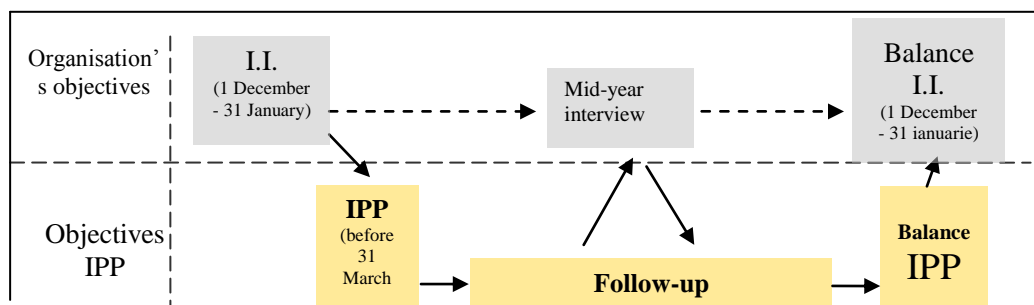 Organisation’
s objectives
I.I.
(1 December
- 31 January)
Mid-year
interview
Balance
I.I.
(1 December
- 31 ianuarie)
Objectives
IPP
IPP
(before
31
March
Follow-up
Balance
IPP